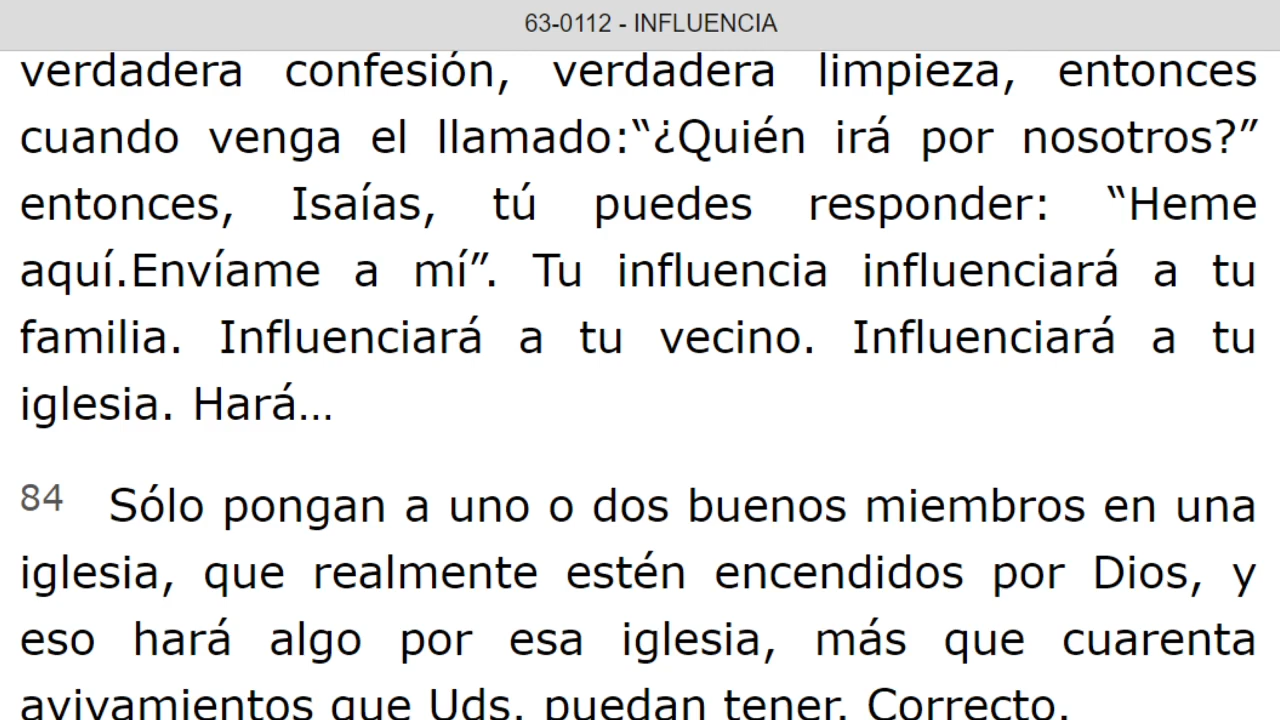 63-0112 - INFLUENCIA
verdadera confesión, verdadera limpieza, entonces
cuando venga el llamado:“¿Quién irá por nosotros?”
entonces, Isaías, tú puedes responder: “Heme
aquí.Envíame a mí”. Tu influencia influenciará a tu
familia. Influenciará a tu vecino. Influenciará a tu
iglesia. Hará…
84 Sólo pongan a uno o dos buenos miembros en una
iglesia, que realmente estén encendidos por Dios, y
eso hará algo por esa iglesia, más que cuarenta
avivamientos que Uds. puedan tener. Correcto.